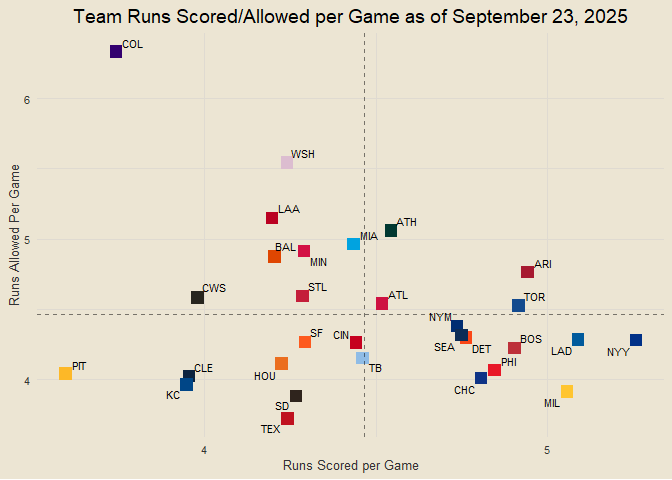 Team Runs Scored/Allowed per Game as of September 23, 2025
COL
6
WSH
LAA
ATH
5
MIA
BAL
MIN
ARI
CWS
STL
ATL
TOR
NYM
SF
CIN
SEA
DET
BOS
LAD
NYY
PIT
CLE
HOU
TB
PHI
4
KC
SD
CHC
MIL
TEX
4
5
Runs Scored per Game
Runs Allowed Per Game